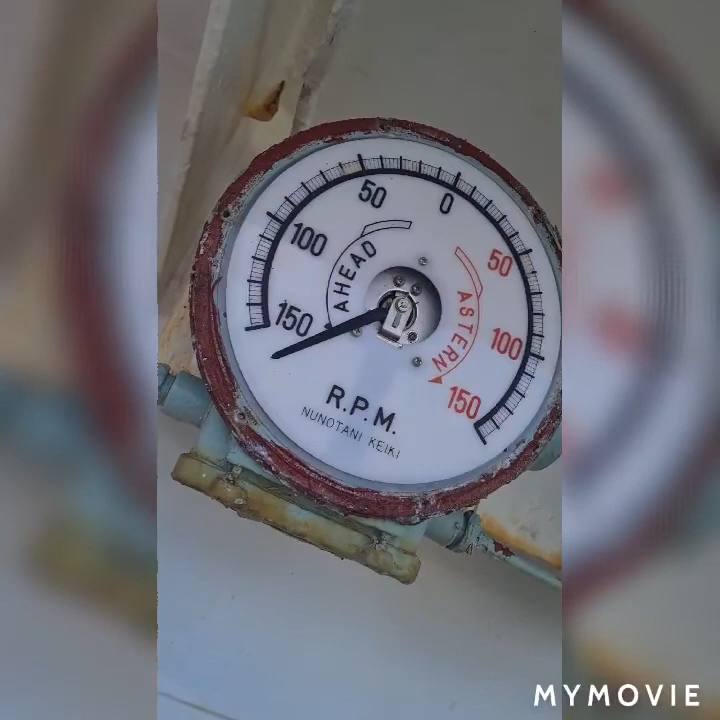 50
0
100
50
AHEAD
ASTERN
150
100
150
R.P.M.
NUNOTANI KEIKI
MYMOVIE